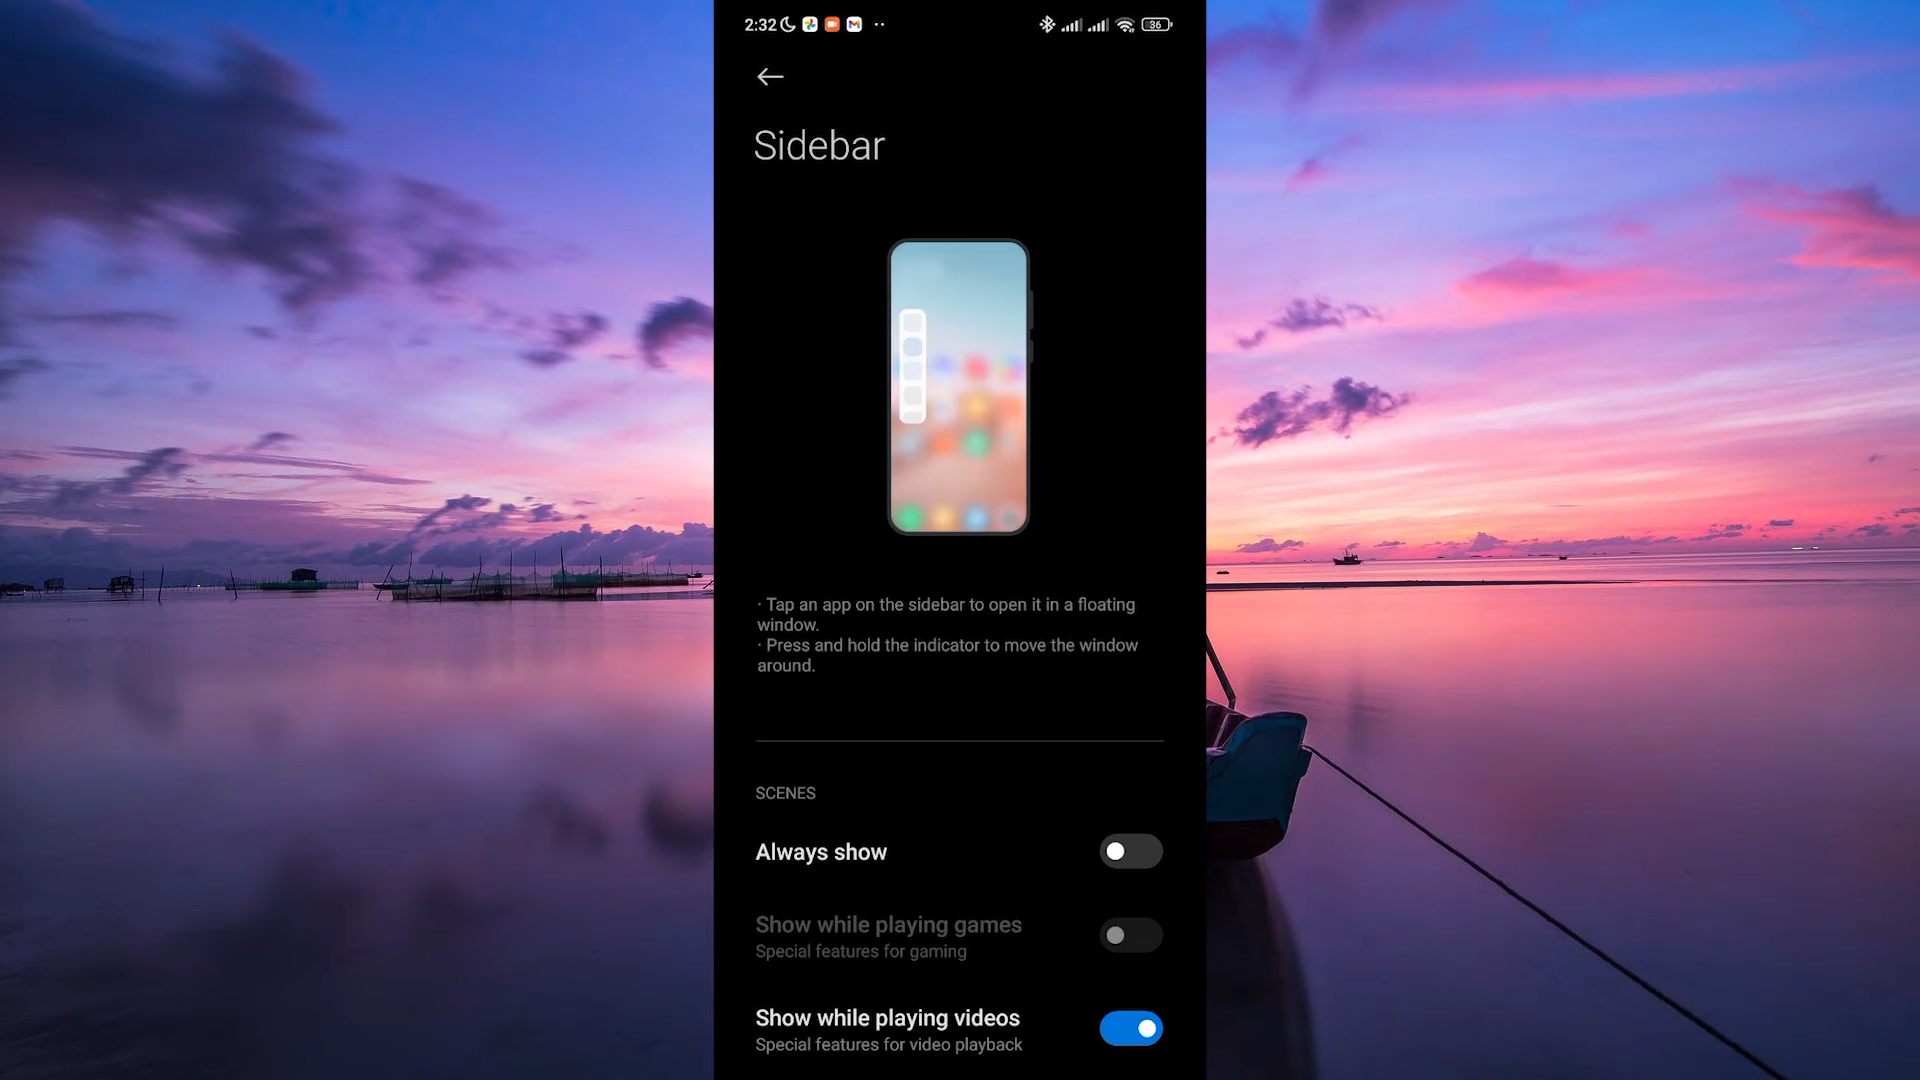 2:32
36
Sidebar
· Tap an app on the sidebar to open it in a floating
window.
· Press and hold the indicator to move the window
around.
SCENES
Always show
Show while playing games
Special features for gaming
Show while playing videos
Special features for video playback